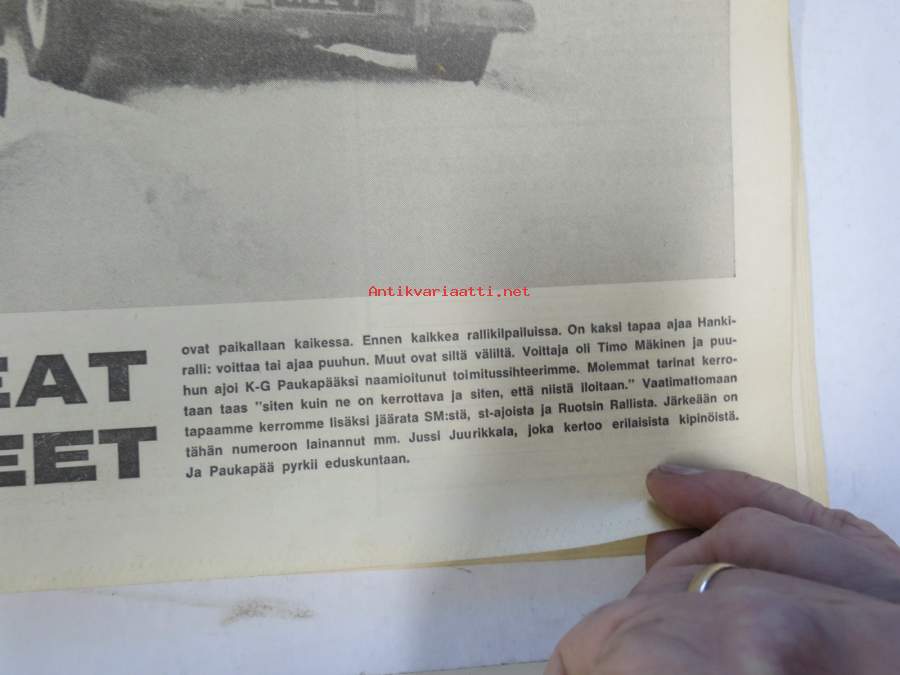 Antikvariaatti.net
EAT
EET
ovat paikallaan kaikessa. Ennen kaikkea rallikilpailuissa. On kaksi tapaa ajaa Hanki-
ralli: voittaa tai ajaa puuhun. Muut ovat siltä väliltä. Voittaja oli Timo Mäkinen ja puu-
hun ajoi K-G Paukapääksi naamioitunut toimitussihteerimme. Molemmat tarinat kerro-
taan taas "siten kuin ne on kerrottava ja siten, että niistä iloitaan." Vaatimattomaan
tapaamme kerromme lisäksi jäärata SM:stä, st-ajoista ja Ruotsin Rallista. Järkeään on
tähän numeroon lainannut mm. Jussi Juurikkala, joka kertoo erilaisista kipinöistä.
Ja Paukapää pyrkii eduskuntaan.